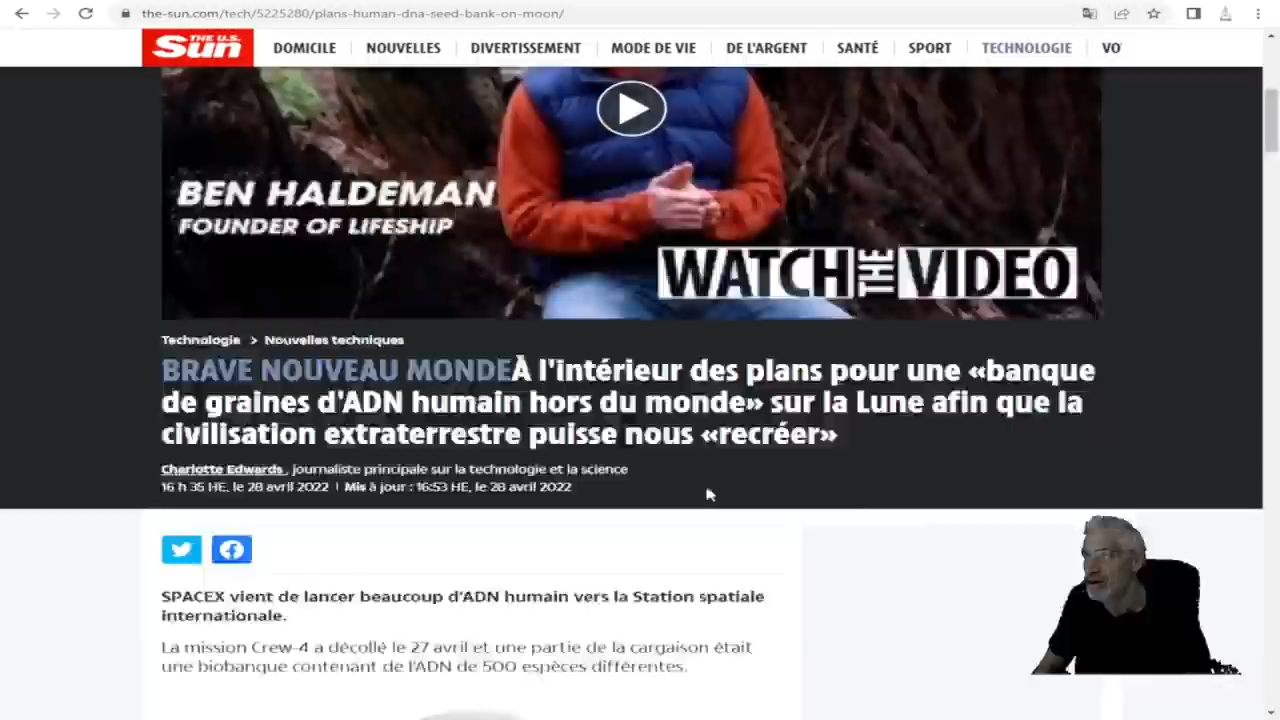 the-sun.com/tech/5225280/plans-human-dna-seed-bank-on-moon/
THE U.S. Sun
DOMICILE | NOUVELLES | DIVERTISSEMENT | MODE DE VIE | DE L'ARGENT | SANTÉ | SPORT | TECHNOLOGIE | VO
BEN HALDEMAN
FOUNDER OF LIFESHIP
WATCH THE VIDEO
Technologie > Nouvelles techniques
BRAVE NOUVEAU MONDEÀ l'intérieur des plans pour une «banque
de graines d'ADN humain hors du monde» sur la Lune afin que la
civilisation extraterrestre puisse nous «recréer»
Charlotte Edwards , journaliste principale sur la technologie et la science
16 h 35 HE, le 28 avril 2022 | Mis à jour : 16:53 HE, le 28 avril 2022
SPACEX vient de lancer beaucoup d'ADN humain vers la Station spatiale
internationale.
La mission Crew-4 a décollé le 27 avril et une partie de la cargaison était
une biobanque contenant de l'ADN de 500 espèces différentes.